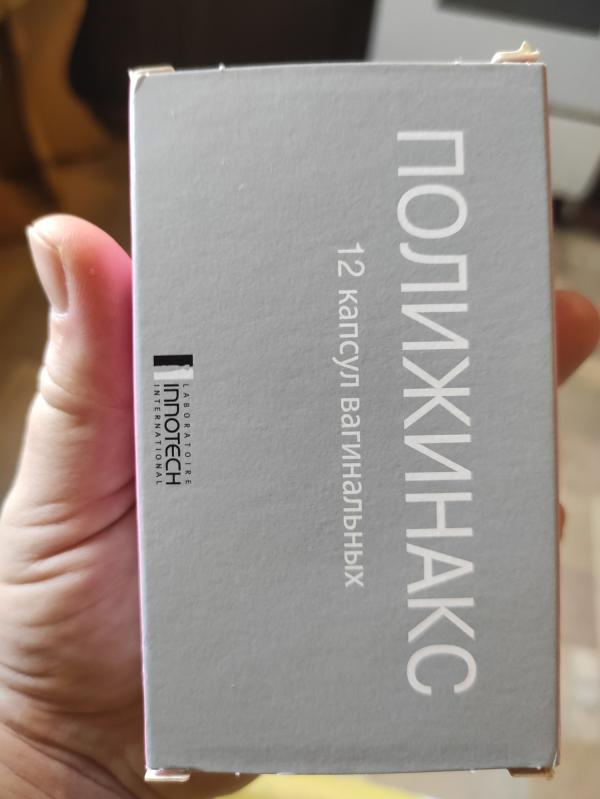 ПОЛИЖИНАКС
12 капсул вагинальных
LABORATOIRE
INNOTECH
INTERNATIONAL